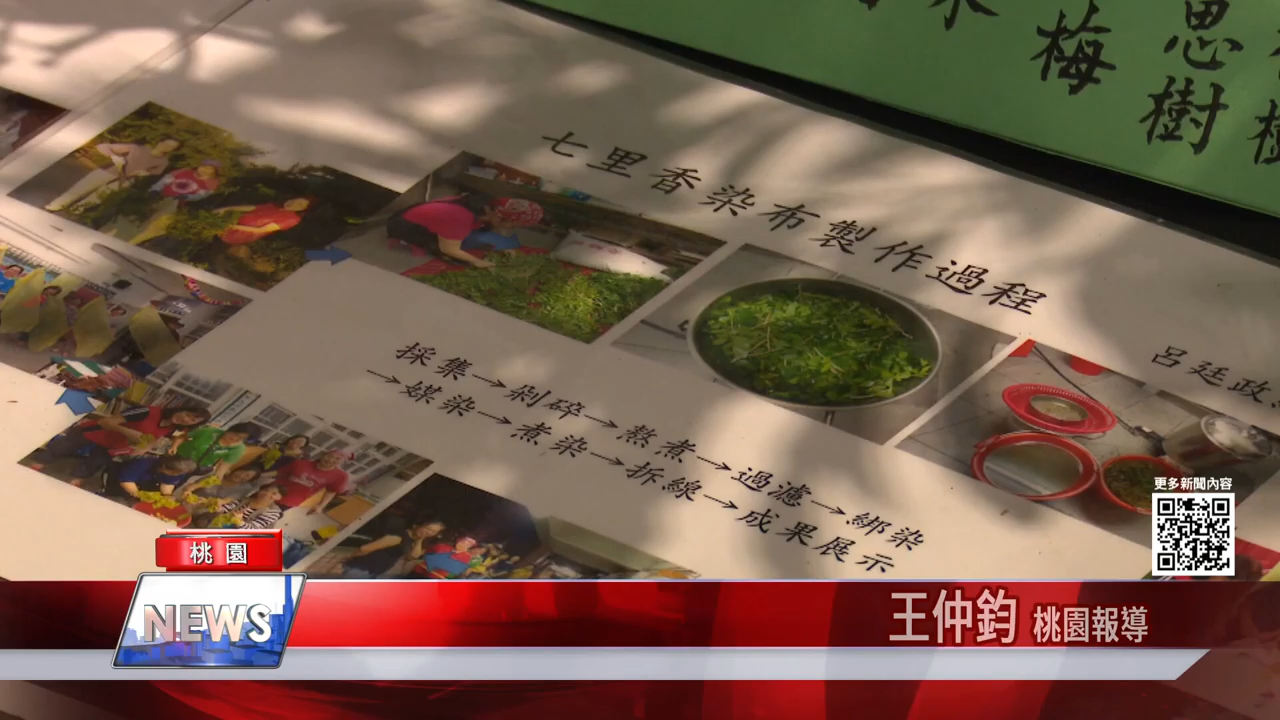 梅
思樹
七里香染布製作過程
呂廷政
採集→剁碎→熬煮→過濾→綁染
→媒染→煮染→拆線→成果展示
更多新聞內容
桃園
NEWS
王仲鈞 桃園報導